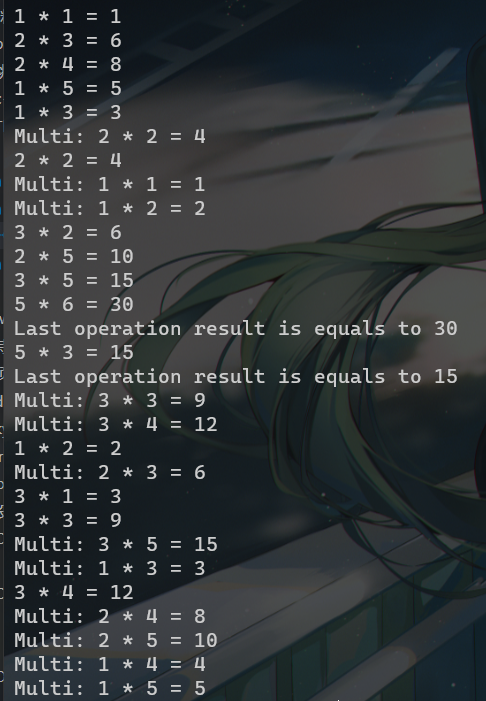 1 * 1 = 1
2 * 3 = 6
2 * 4 = 8
1 * 5 = 5
1 * 3 = 3
Multi: 2 * 2 = 4
2 * 2 = 4
Multi: 1 * 1 = 1
Multi: 1 * 2 = 2
3 * 2 = 6
2 * 5 = 10
3 * 5 = 15
5 * 6 = 30
Last operation result is equals to 30
5 * 3 = 15
Last operation result is equals to 15
Multi: 3 * 3 = 9
Multi: 3 * 4 = 12
1 * 2 = 2
Multi: 2 * 3 = 6
3 * 1 = 3
3 * 3 = 9
Multi: 3 * 5 = 15
Multi: 1 * 3 = 3
3 * 4 = 12
Multi: 2 * 4 = 8
Multi: 2 * 5 = 10
Multi: 1 * 4 = 4
Multi: 1 * 5 = 5